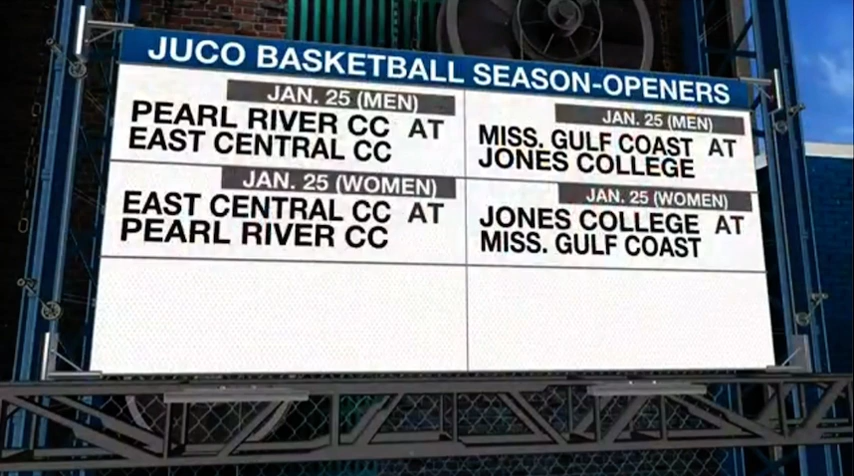 JUCO BASKETBALL SEASON-OPENERS
JAN. 25 (MEN)
PEARL RIVER CC AT
EAST CENTRAL CC
JAN. 25 (MEN)
MISS. GULF COAST AT
JONES COLLEGE
JAN. 25 (WOMEN)
EAST CENTRAL CC AT
PEARL RIVER CC
JAN. 25 (WOMEN)
JONES COLLEGE AT
MISS. GULF COAST